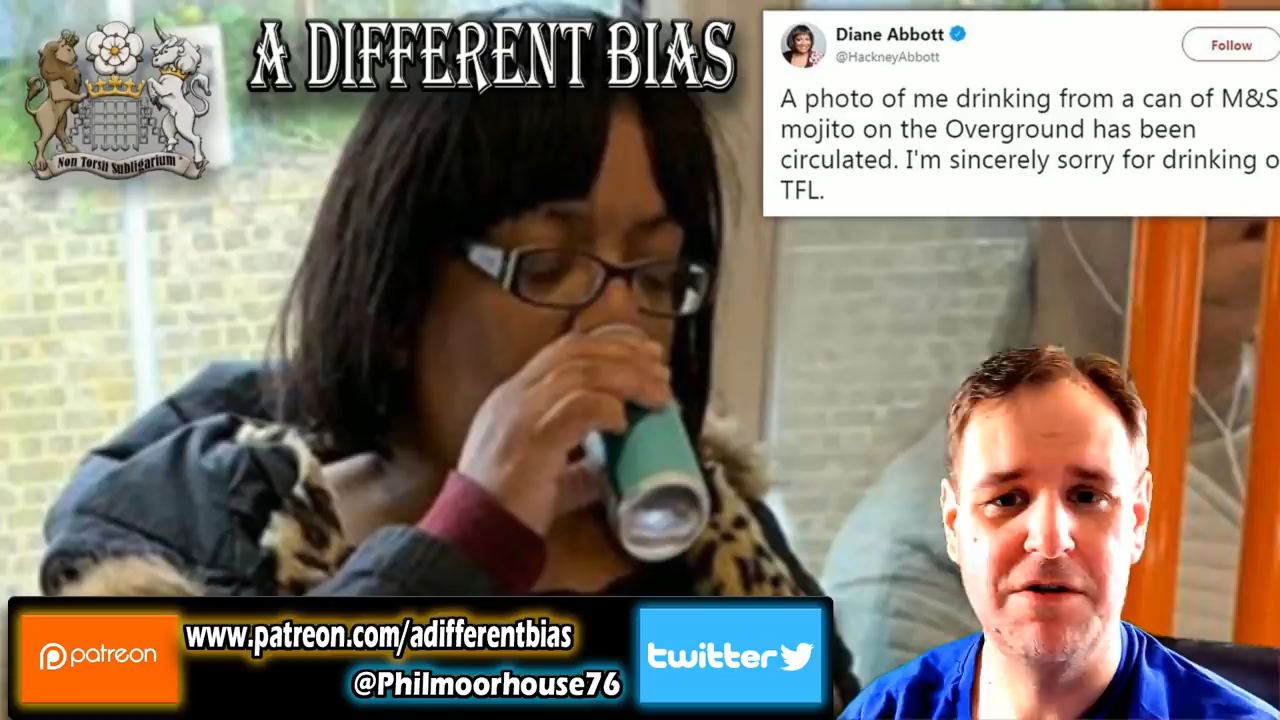 A DIFFERENT BIAS
Non Torsii Subligarium
Diane Abbott
@HackneyAbbott
Follow
A photo of me drinking from a can of M&S
mojito on the Overground has been
circulated. I'm sincerely sorry for drinking o
TFL.
patreon
www.patreon.com/adifferentbias
@Philmoorhouse76
twitter